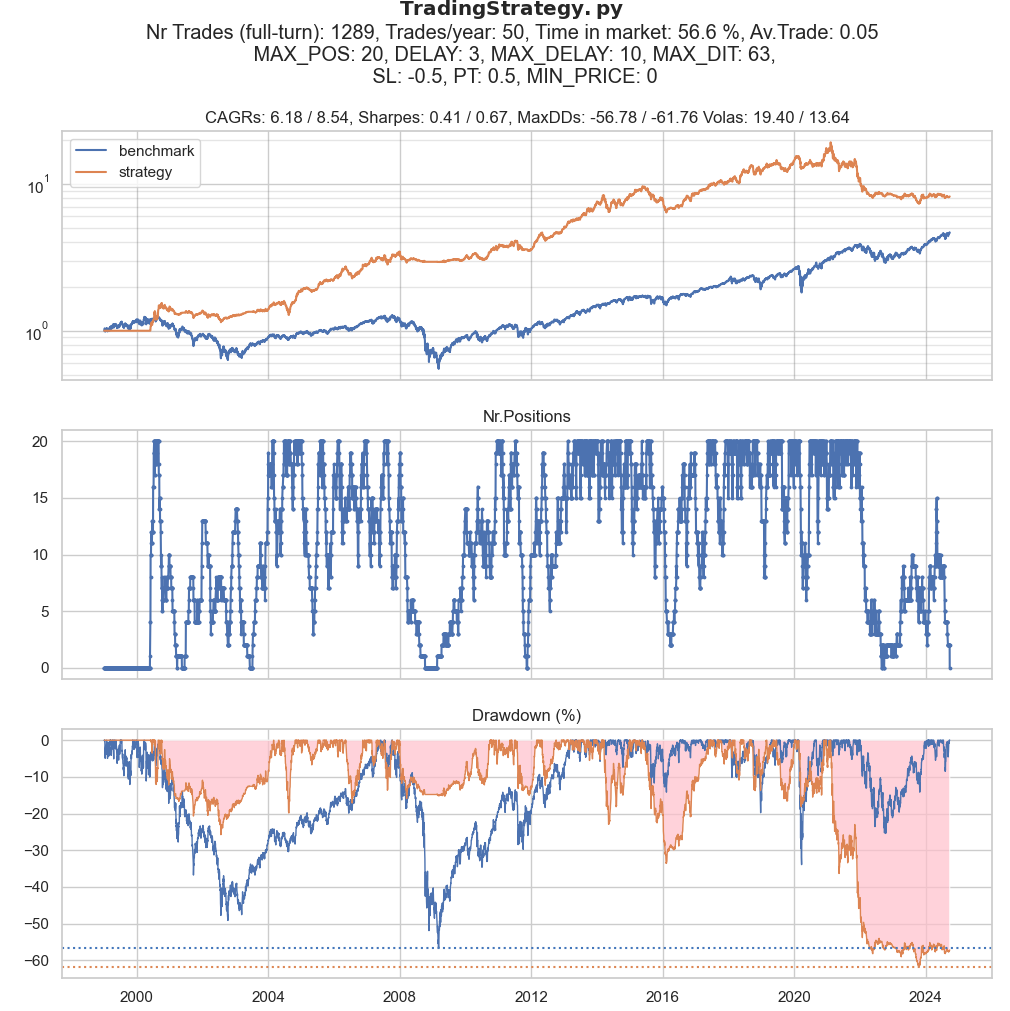 TradingStrategy.py
Nr Trades (full-turn): 1289, Trades/year: 50, Time in market: 56.6 %, Av.Trade: 0.05
MAX_POS: 20, DELAY: 3, MAX_DELAY: 10, MAX_DIT: 63,
SL: -0.5, PT: 0.5, MIN_PRICE: 0
CAGRs: 6.18 / 8.54, Sharpes: 0.41 / 0.67, MaxDDs: -56.78 / -61.76 Volas: 19.40 / 13.64
benchmark
strategy
10¹
10⁰
Nr.Positions
20
15
10
5
0
Drawdown (%)
0
−10
−20
−30
−40
−50
−60
2000 2004 2008 2012 2016 2020 2024